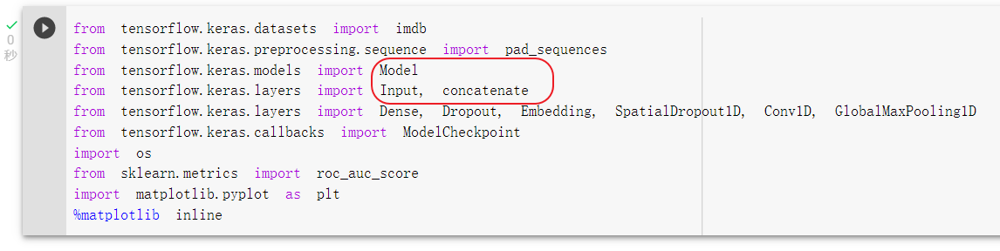 0
秒
from tensorflow.keras.datasets import imdb
from tensorflow.keras.preprocessing.sequence import pad_sequences
from tensorflow.keras.models import Model
from tensorflow.keras.layers import Input, concatenate
from tensorflow.keras.layers import Dense, Dropout, Embedding, SpatialDropout1D, Conv1D, GlobalMaxPooling1D
from tensorflow.keras.callbacks import ModelCheckpoint
import os
from sklearn.metrics import roc_auc_score
import matplotlib.pyplot as plt
%matplotlib inline